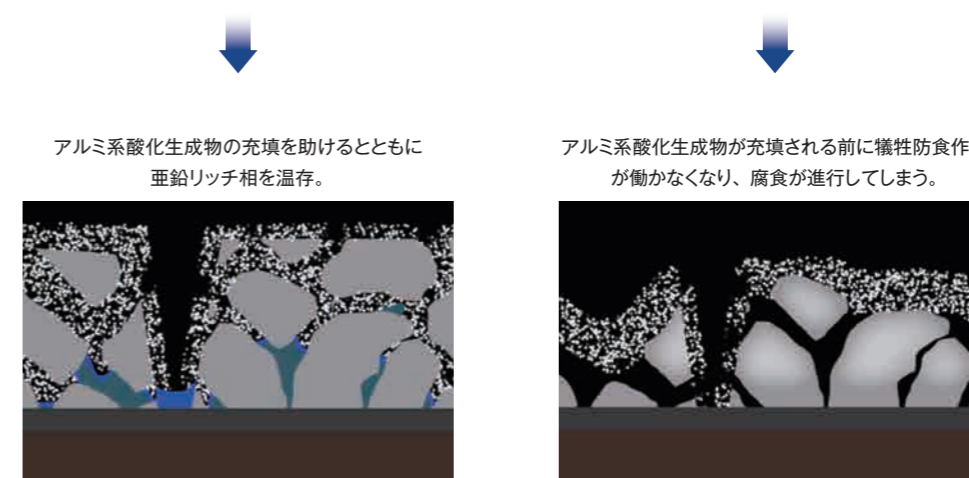 アルミ系酸化生成物の充填を助けるとともに
亜鉛リッチ相を温存。
アルミ系酸化生成物が充填される前に犠牲防食作
が働かなくなり、腐食が進行してしまう。